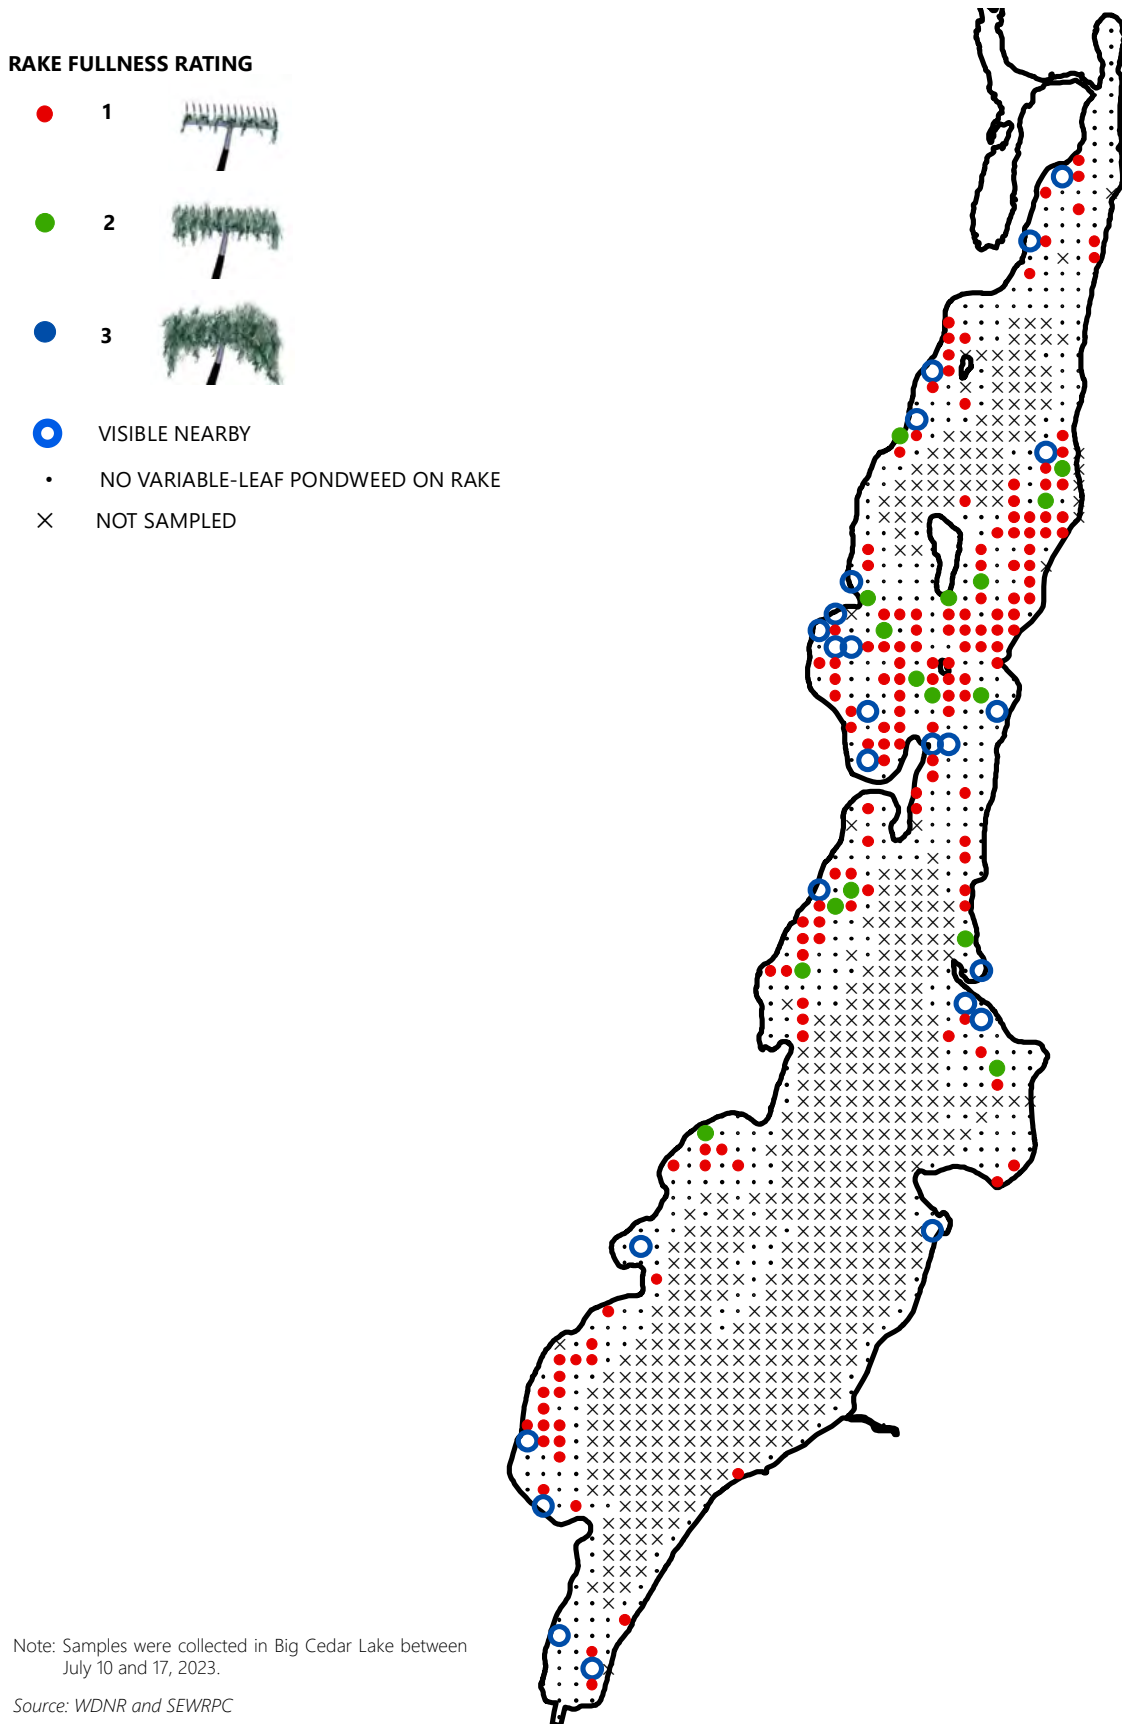 RAKE FULLNESS RATING
1
2
3
VISIBLE NEARBY
NO VARIABLE-LEAF PONDWEED ON RAKE
NOT SAMPLED
Note: Samples were collected in Big Cedar Lake between
July 10 and 17, 2023.
Source: WDNR and SEWRPC